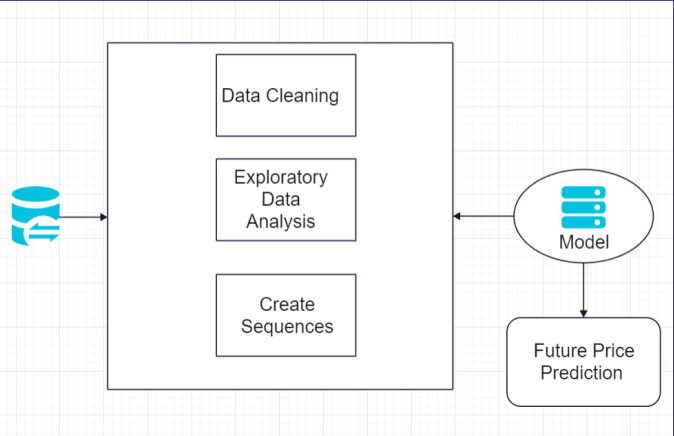 Data Cleaning
Exploratory
Data
Analysis
Create
Sequences
Model
Future Price
Prediction